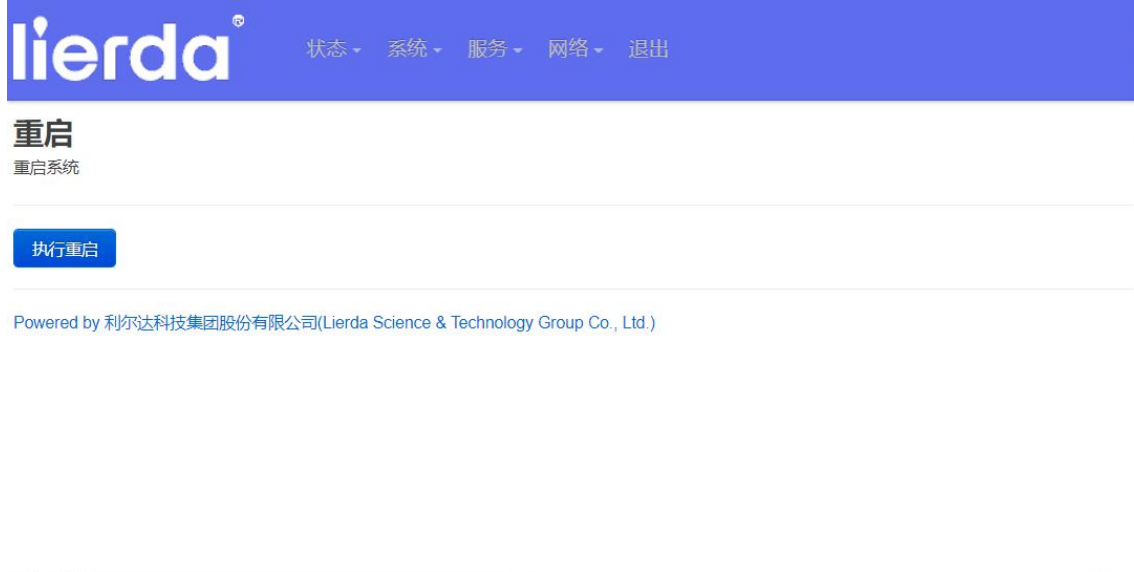 lierda®
状态 系统 服务 网络 退出
重启
重启系统
执行重启
Powered by 利尔达科技集团股份有限公司(Lierda Science & Technology Group Co., Ltd.)